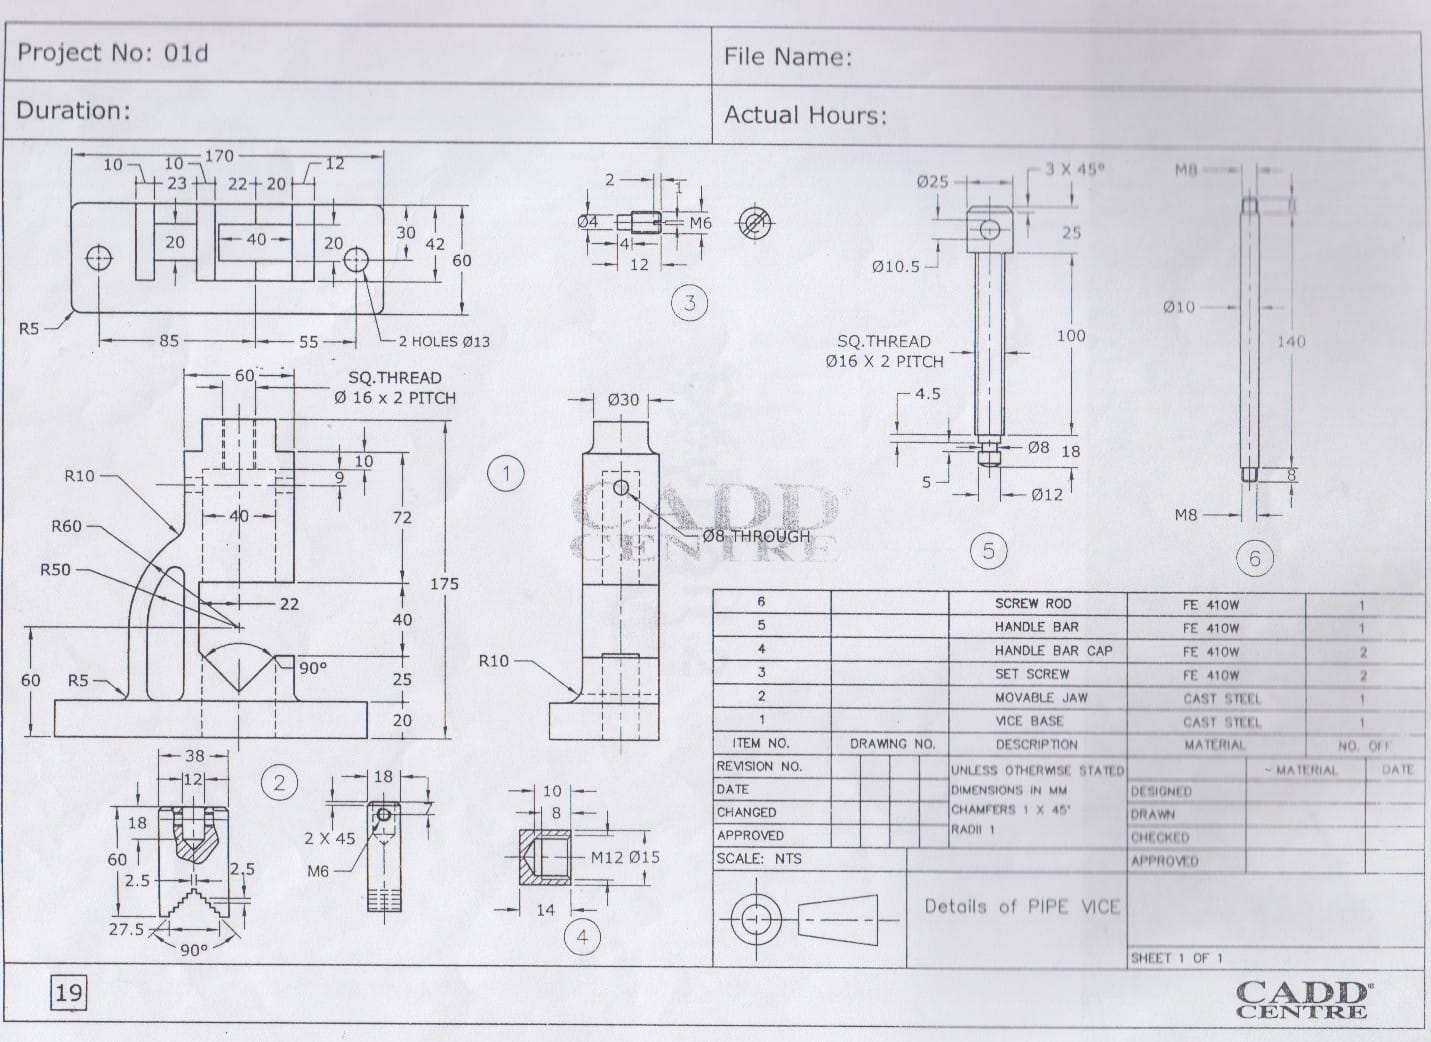 Project No: 01d
File Name:
Duration:
Actual Hours:
170
10
10
12
23
22
20
20
40
20
30
42
60
R5
85
55
2 HOLES Ø13
2
1
Ø4
M6
4
12
3
3 X 45°
Ø25
25
Ø10.5
SQ.THREAD
Ø16 X 2 PITCH
100
4.5
Ø8
18
5
Ø12
5
M8
Ø10
140
8
M8
6
60
SQ.THREAD
Ø 16 x 2 PITCH
10
9
R10
40
72
R60
R50
175
22
40
90°
60
R5
25
20
1
Ø30
Ø8 THROUGH
R10
CADD
CENTRE
2
38
12
18
60
2.5
2.5
27.5
90°
18
7
2 X 45
M6
10
8
M12 Ø15
14
4
6 SCREW ROD FE 410W 1
5 HANDLE BAR FE 410W 1
4 HANDLE BAR CAP FE 410W 2
3 SET SCREW FE 410W 2
2 MOVABLE JAW CAST STEEL 1
1 VICE BASE CAST STEEL 1
ITEM NO. DRAWING NO. DESCRIPTION MATERIAL NO. OFF
REVISION NO.
DATE
CHANGED
APPROVED
UNLESS OTHERWISE STATED
DIMENSIONS IN MM
CHAMFERS 1 X 45°
RADII 1
~ MATERIAL DATE
DESIGNED
DRAWN
CHECKED
APPROVED
SCALE: NTS
Details of PIPE VICE
SHEET 1 OF 1
19
CADD®
CENTRE